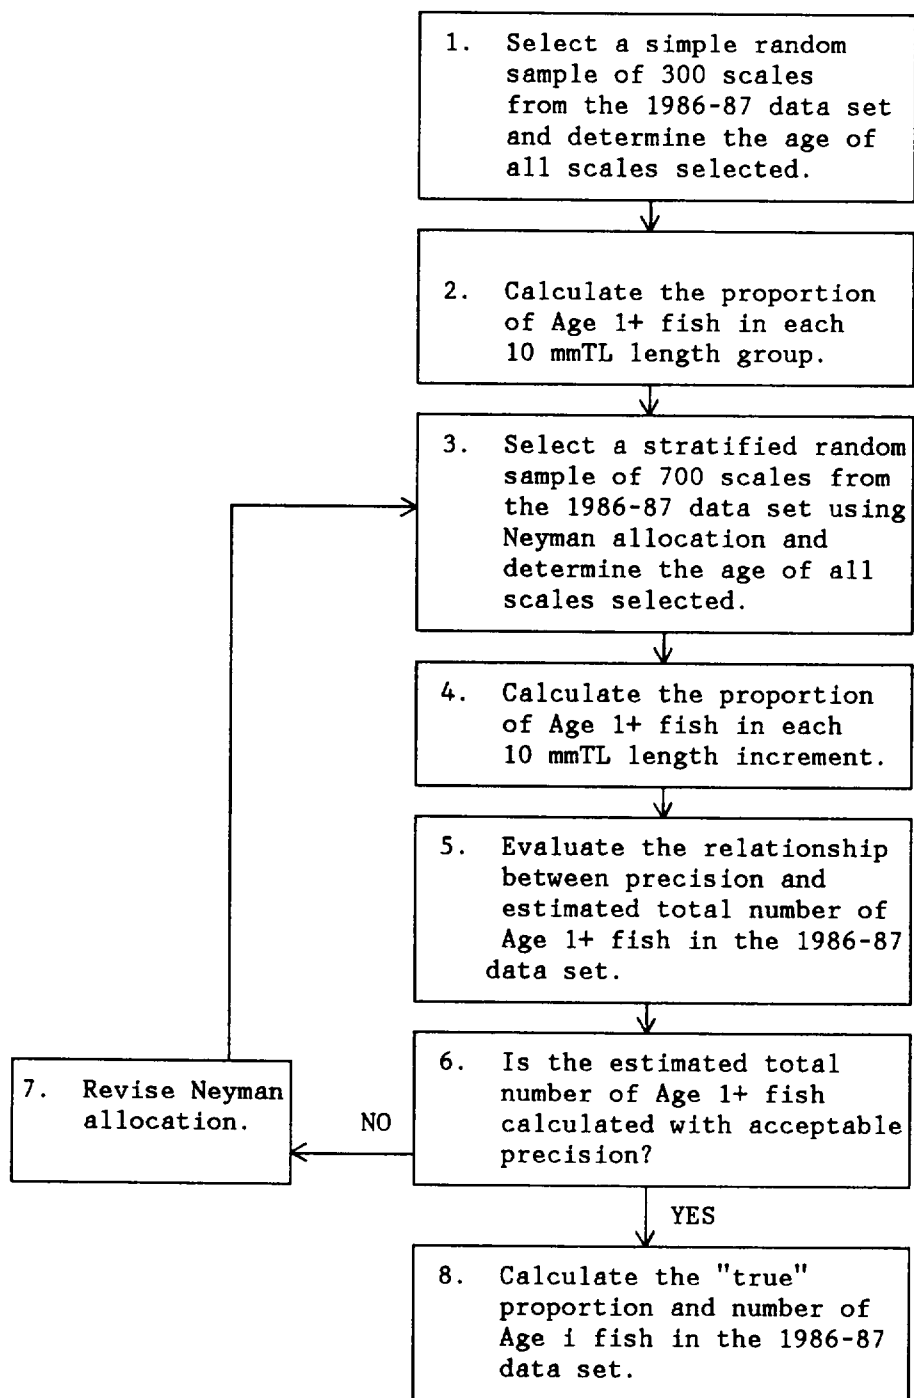 1. Select a simple random
sample of 300 scales
from the 1986-87 data set
and determine the age of
all scales selected.
2. Calculate the proportion
of Age 1+ fish in each
10 mmTL length group.
3. Select a stratified random
sample of 700 scales from
the 1986-87 data set using
Neyman allocation and
determine the age of all
scales selected.
4. Calculate the proportion
of Age 1+ fish in each
10 mmTL length increment.
5. Evaluate the relationship
between precision and
estimated total number of
Age 1+ fish in the 1986-87
data set.
6. Is the estimated total
number of Age 1+ fish
calculated with acceptable
precision?
NO
7. Revise Neyman
allocation.
YES
8. Calculate the "true"
proportion and number of
Age i fish in the 1986-87
data set.